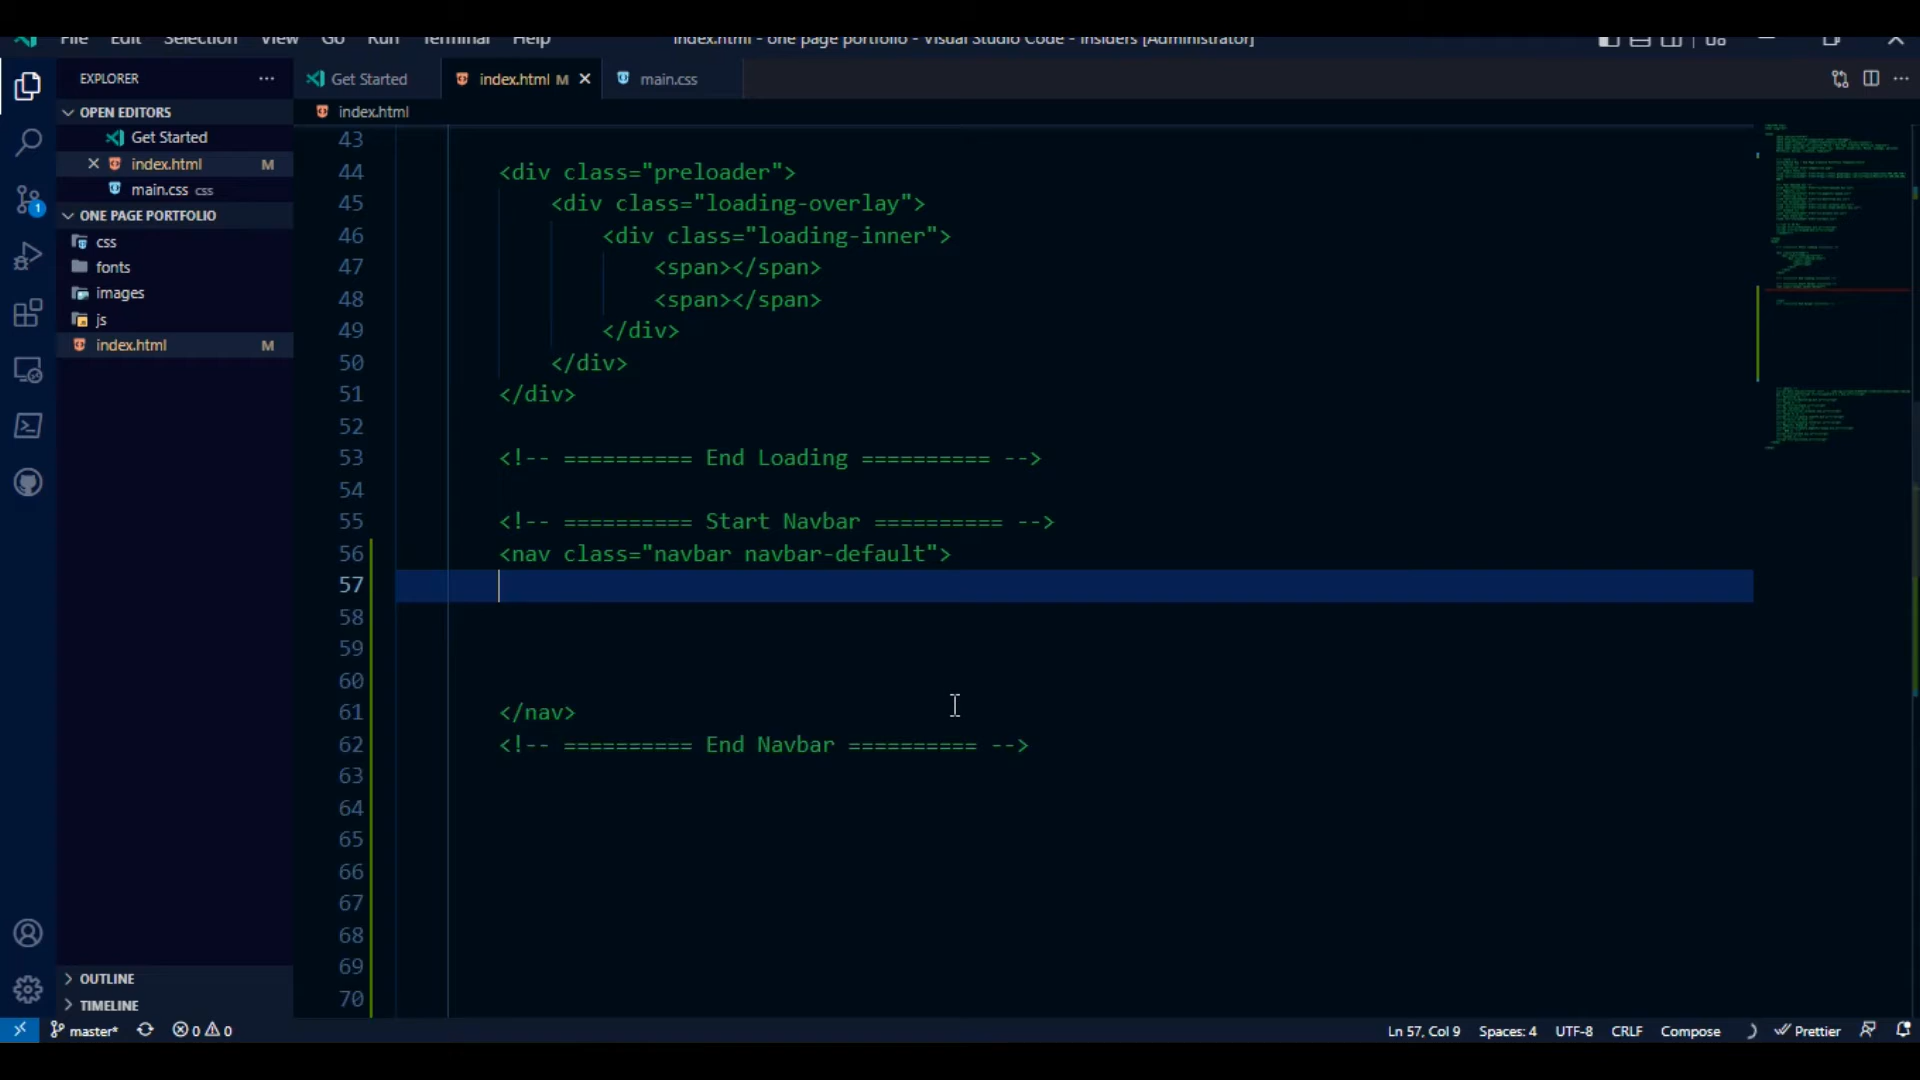 File Edit Selection View Go Run Terminal Help
index.html - one page portfolio - Visual Studio Code - Insiders [Administrator]
EXPLORER
Get Started
index.html M
main.css
OPEN EDITORS
Get Started
index.html M
main.css css
ONE PAGE PORTFOLIO
css
fonts
images
js
index.html M
OUTLINE
TIMELINE
index.html
43
44 <div class="preloader">
45 <div class="loading-overlay">
46 <div class="loading-inner">
47 <span></span>
48 <span></span>
49 </div>
50 </div>
51 </div>
52
53 <!-- ========== End Loading ========== -->
54
55 <!-- ========== Start Navbar ========== -->
56 <nav class="navbar navbar-default">
57
58
59
60
61 </nav>
62 <!-- ========== End Navbar ========== -->
63
64
65
66
67
68
69
70
1
master* 0 0
Ln 57, Col 9 Spaces: 4 UTF-8 CRLF Compose Prettier